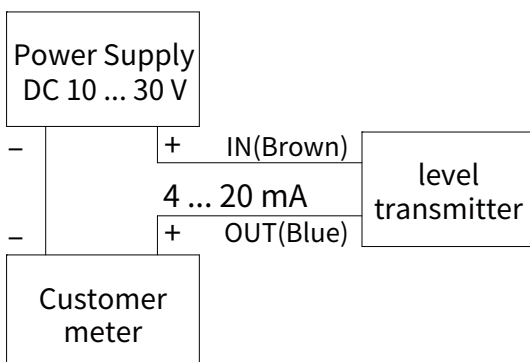 Power Supply
DC 10 ... 30 V
– + IN(Brown)
level
transmitter
4 ... 20 mA
– + OUT(Blue)
Customer
meter